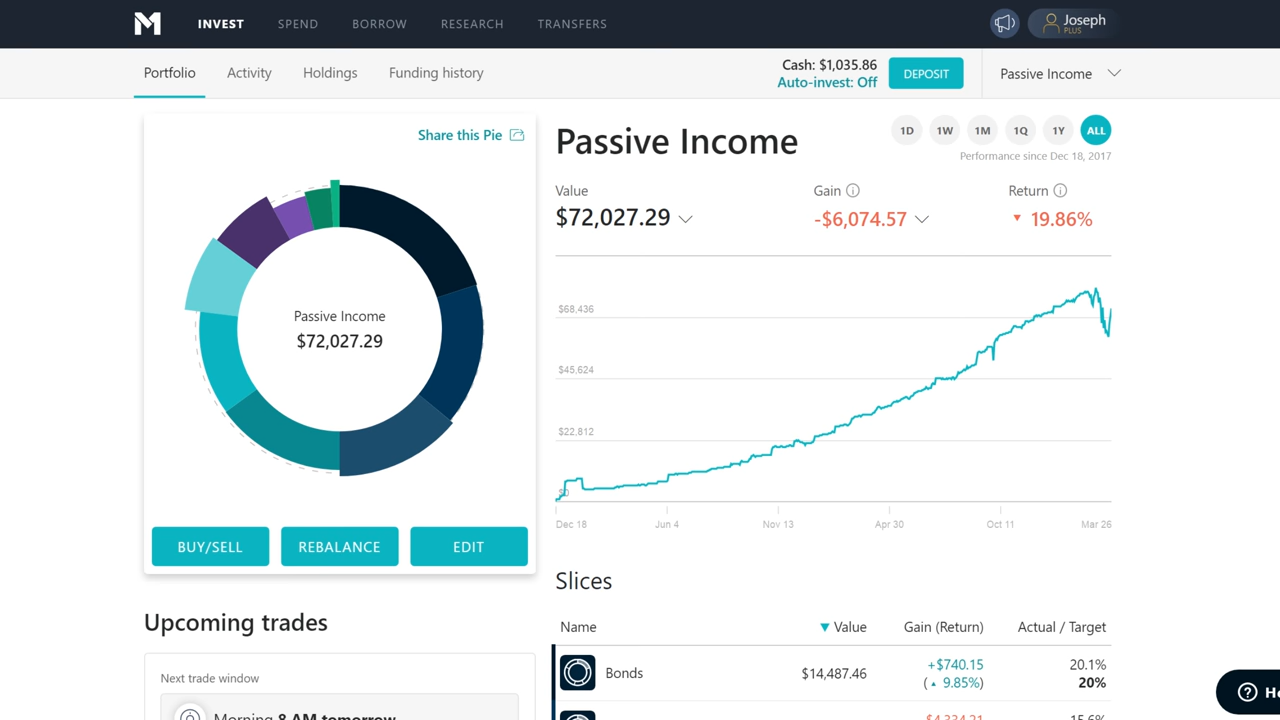 INVEST SPEND BORROW RESEARCH TRANSFERS
Joseph
PLUS
Portfolio Activity Holdings Funding history
Cash: $1,035.86
Auto-invest: Off
DEPOSIT
Passive Income
Share this Pie
Passive Income
$72,027.29
BUY/SELL REBALANCE EDIT
Upcoming trades
Next trade window
Morning 8 AM tomorrow
Passive Income
1D 1W 1M 1Q 1Y ALL
Performance since Dec 18, 2017
Value Gain Return
$72,027.29 -$6,074.57 ▼ 19.86%
$68,436
$45,624
$22,812
$0
Dec 18 Jun 4 Nov 13 Apr 30 Oct 11 Mar 26
Slices
Name ▼ Value Gain (Return) Actual / Target
Bonds $14,487.46 +$740.15 20.1%
(▲ 9.85%) 20%